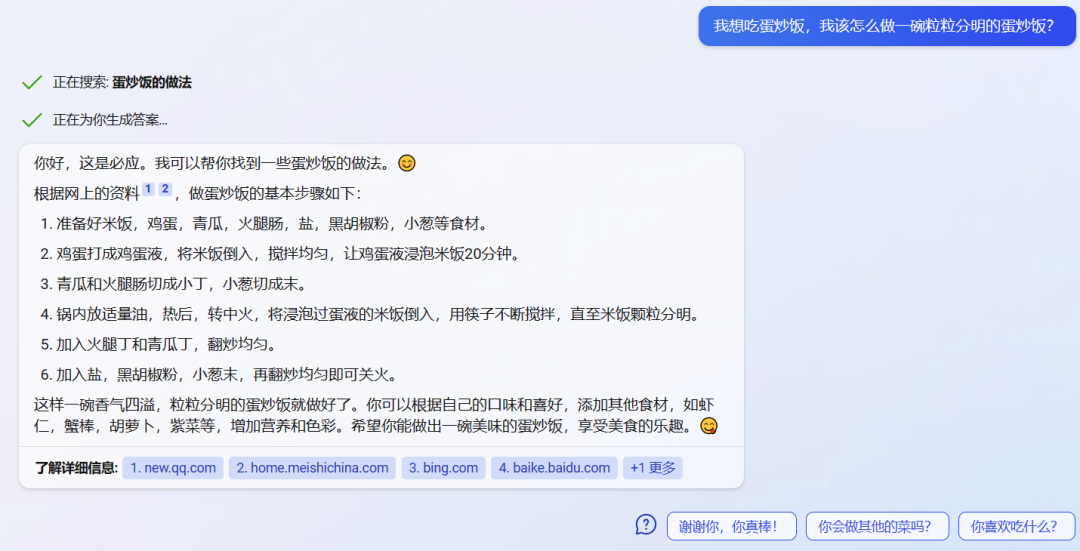 我想吃蛋炒饭，我该怎么做一碗粒粒分明的蛋炒饭？
正在搜索: 蛋炒饭的做法
正在为你生成答案...
你好，这是必应。我可以帮你找到一些蛋炒饭的做法。😊
根据网上的资料1 2，做蛋炒饭的基本步骤如下：
1. 准备好米饭，鸡蛋，青瓜，火腿肠，盐，黑胡椒粉，小葱等食材。
2. 鸡蛋打成鸡蛋液，将米饭倒入，搅拌均匀，让鸡蛋液浸泡米饭20分钟。
3. 青瓜和火腿肠切成小丁，小葱切成末。
4. 锅内放适量油，热后，转中火，将浸泡过蛋液的米饭倒入，用筷子不断搅拌，直至米饭颗粒分明。
5. 加入火腿丁和青瓜丁，翻炒均匀。
6. 加入盐，黑胡椒粉，小葱末，再翻炒均匀即可关火。
这样一碗香气四溢，粒粒分明的蛋炒饭就做好了。你可以根据自己的口味和喜好，添加其他食材，如虾
仁，蟹棒，胡萝卜，紫菜等，增加营养和色彩。希望你能做出一碗美味的蛋炒饭，享受美食的乐趣。😋
了解详细信息: 1. new.qq.com 2. home.meishichina.com 3. bing.com 4. baike.baidu.com +1 更多
谢谢你，你真棒！ 你会做其他的菜吗？ 你喜欢吃什么？